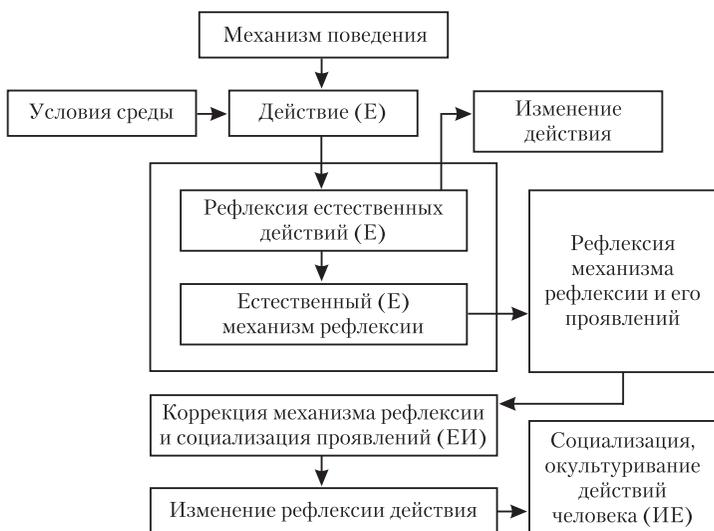 Механизм поведения
Условия среды
Действие (Е)
Изменение
действия
Рефлексия естественных
действий (Е)
Естественный (Е)
механизм рефлексии
Рефлексия
механизма
рефлексии и его
проявлений
Коррекция механизма рефлексии
и социализация проявлений (ЕИ)
Изменение рефлексии действия
Социализация,
окультуривание
действий
человека (ИЕ)